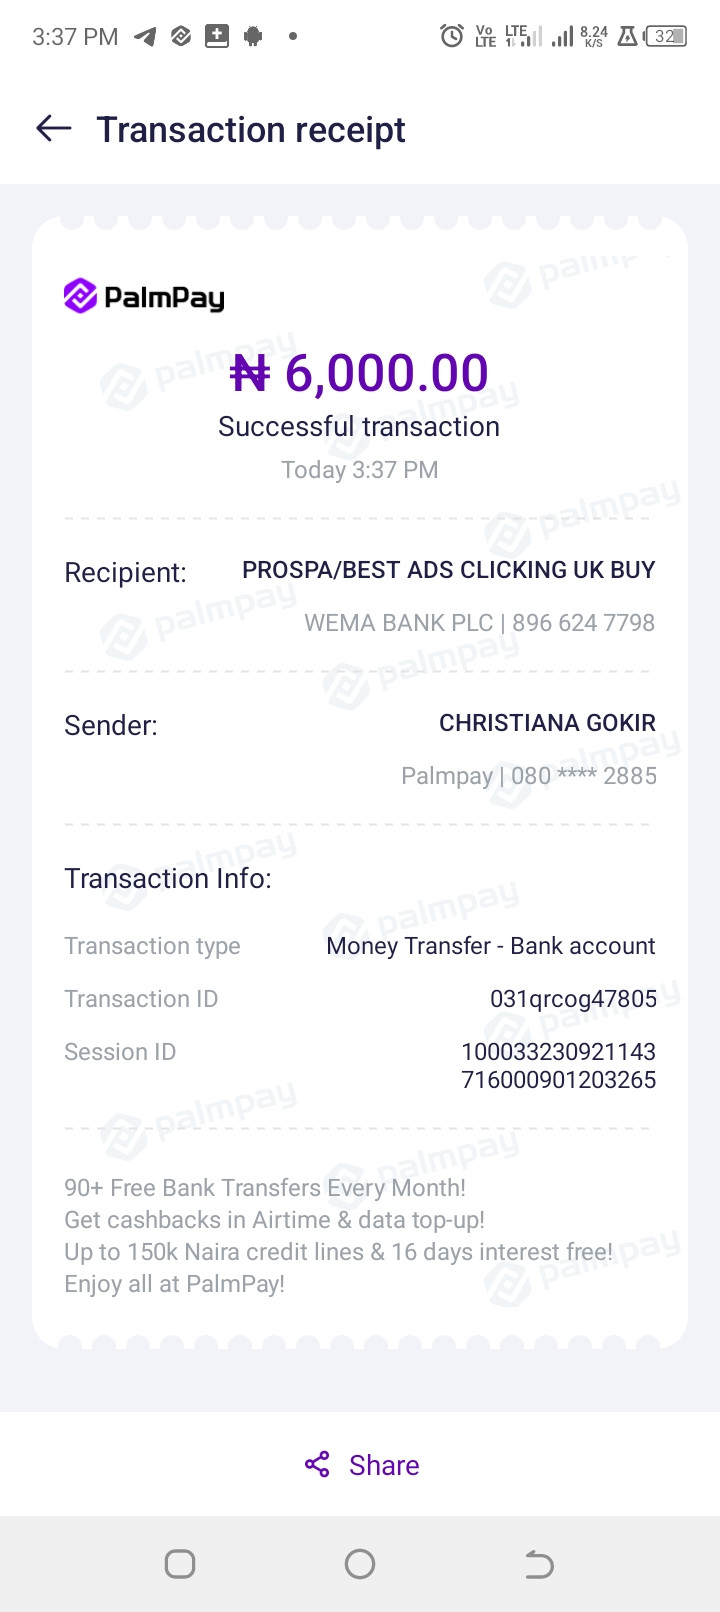 3:37 PM
Vo LTE LTE 8.24 K/S 32
Transaction receipt
PalmPay
₦ 6,000.00
Successful transaction
Today 3:37 PM
Recipient: PROSPA/BEST ADS CLICKING UK BUY
WEMA BANK PLC | 896 624 7798
Sender: CHRISTIANA GOKIR
Palmpay | 080 **** 2885
Transaction Info:
Transaction type Money Transfer - Bank account
Transaction ID 031qrcog47805
Session ID 100033230921143
716000901203265
90+ Free Bank Transfers Every Month!
Get cashbacks in Airtime & data top-up!
Up to 150k Naira credit lines & 16 days interest free!
Enjoy all at PalmPay!
Share